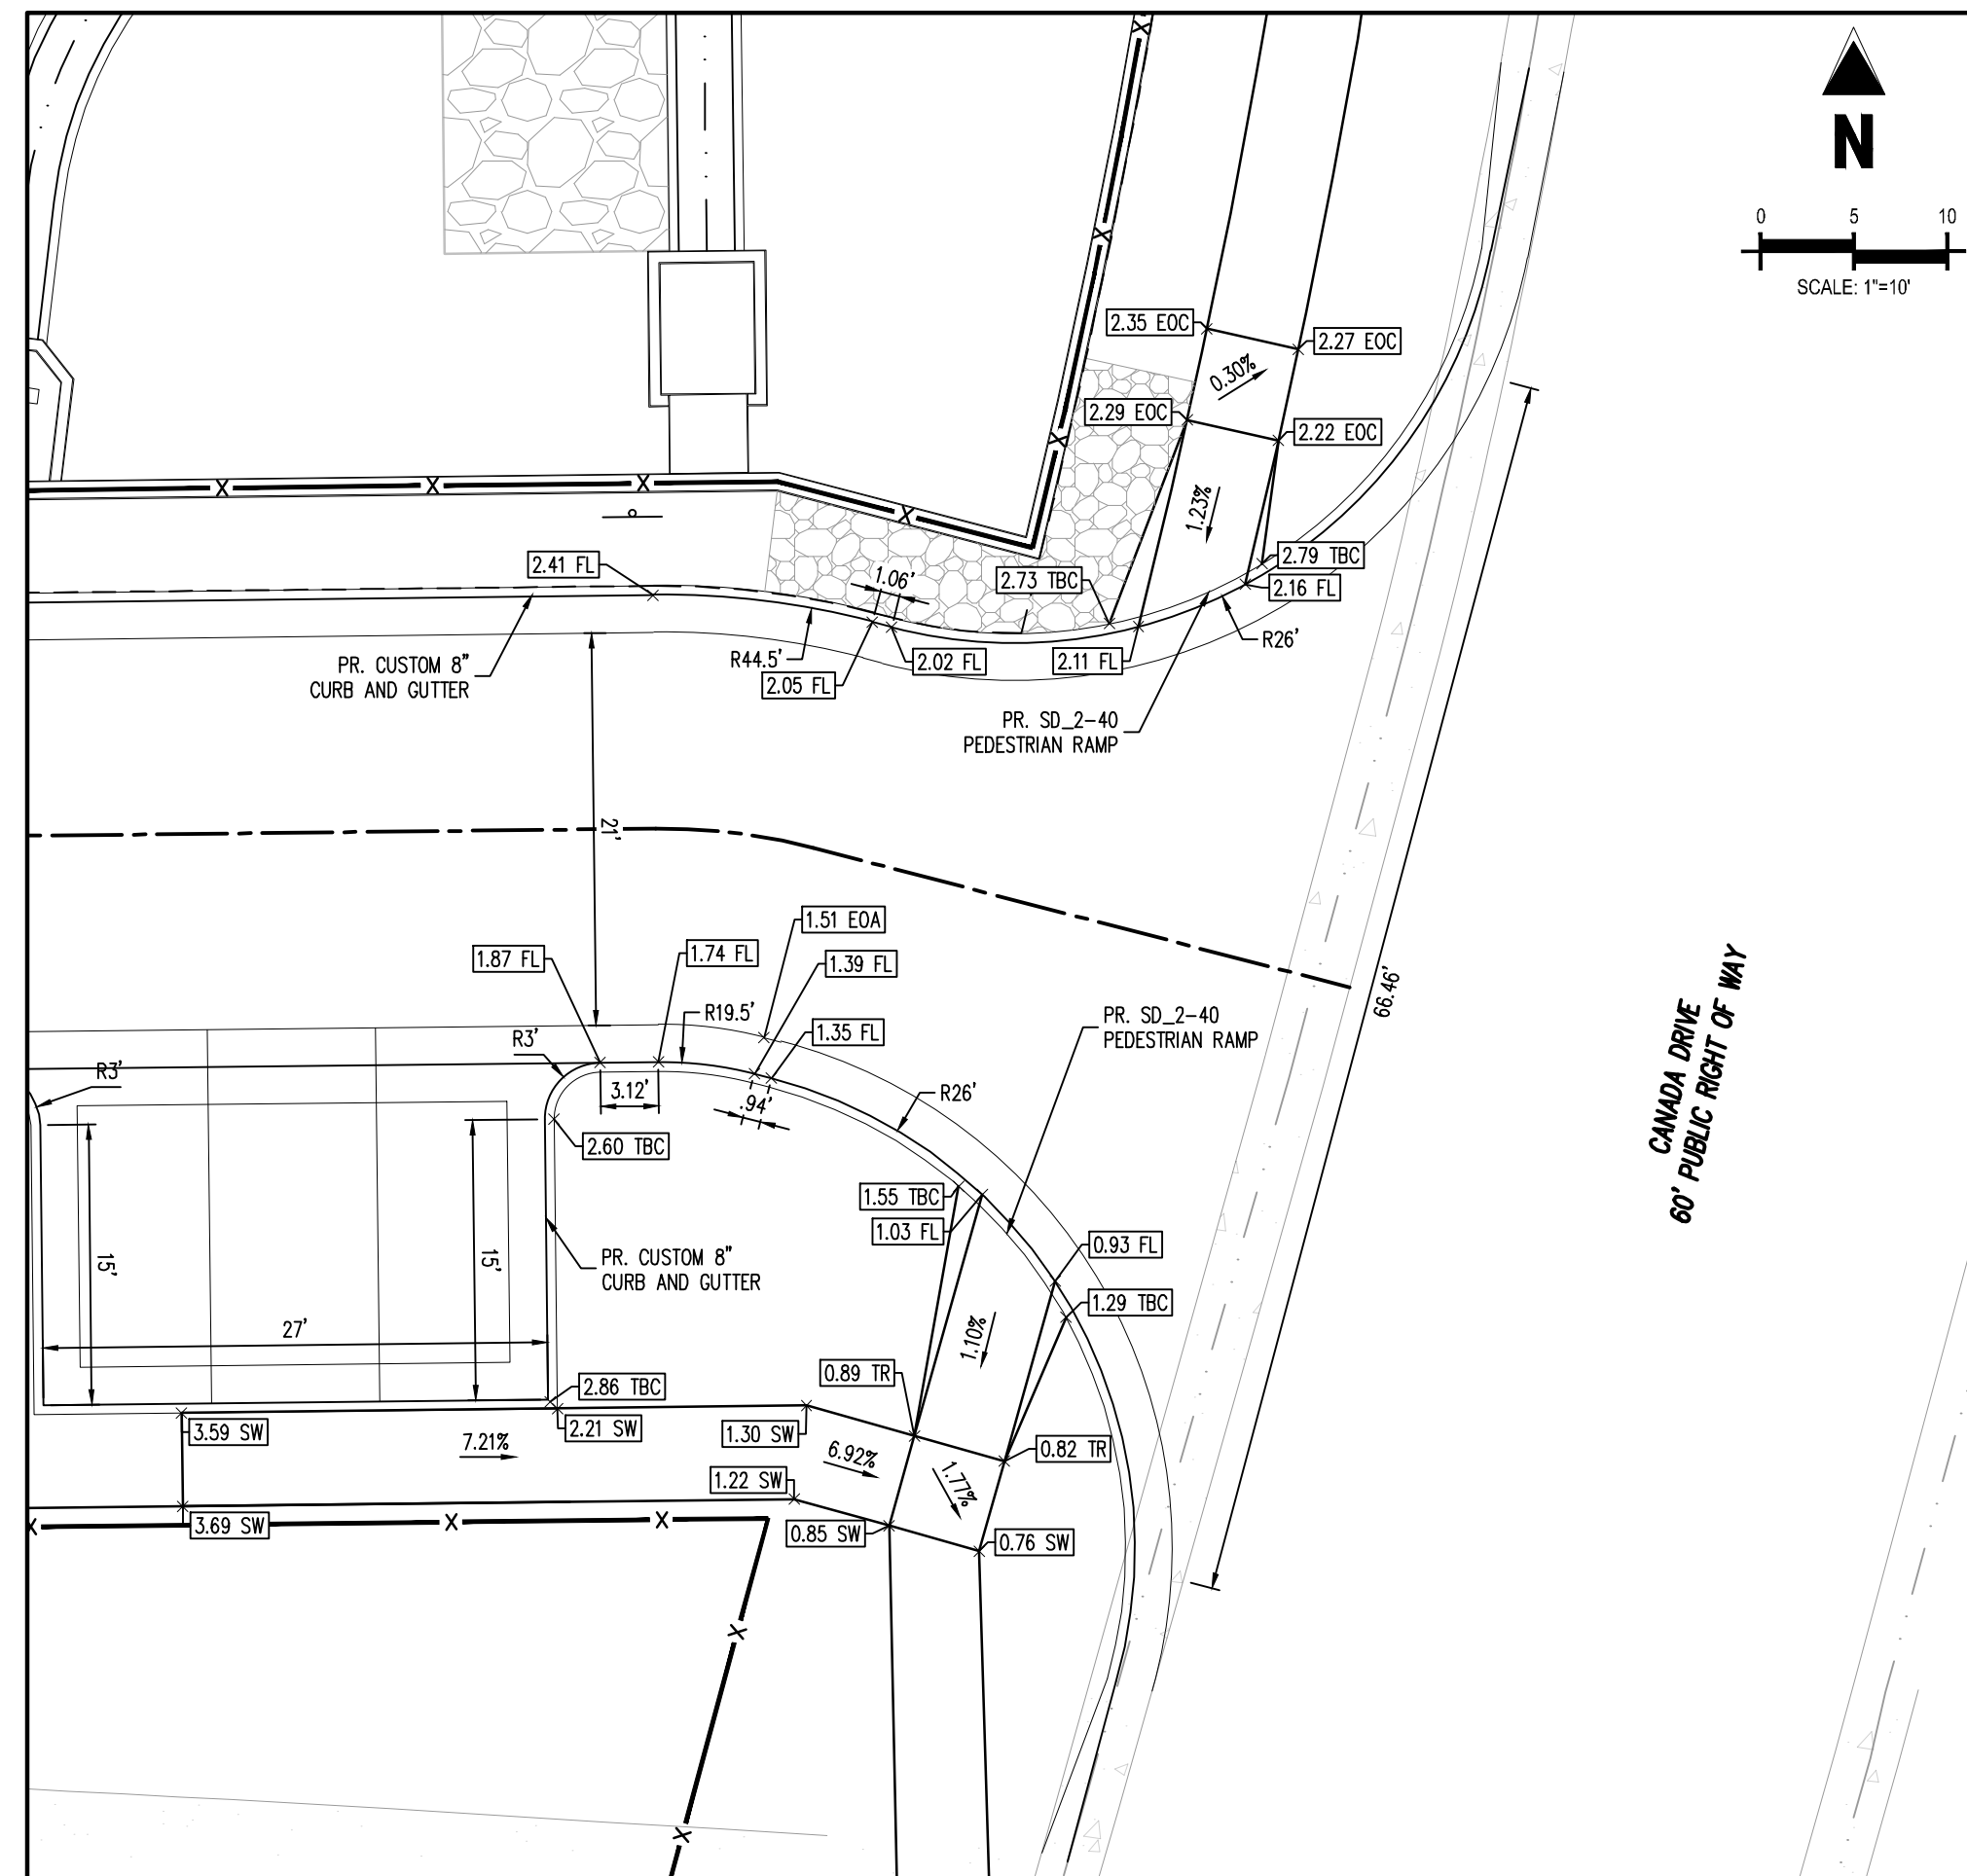 N
0 5 10
SCALE: 1"=10'
2.35 EOC
2.27 EOC
0.30%
2.29 EOC
2.22 EOC
1.23%
2.41 FL
1.06'
2.73 TBC
2.79 TBC
2.16 FL
PR. CUSTOM 8"
CURB AND GUTTER
R44.5'
2.05 FL
2.02 FL
2.11 FL
R26'
PR. SD_2-40
PEDESTRIAN RAMP
21'
66.46'
CANADA DRIVE
60' PUBLIC RIGHT OF WAY
1.51 EOA
1.87 FL
1.74 FL
1.39 FL
R19.5'
1.35 FL
R3'
R3'
3.12'
.94'
R26'
PR. SD_2-40
PEDESTRIAN RAMP
2.60 TBC
1.55 TBC
1.03 FL
0.93 FL
1.29 TBC
15'
15'
PR. CUSTOM 8"
CURB AND GUTTER
27'
1.10%
0.89 TR
2.86 TBC
3.59 SW
2.21 SW
1.30 SW
7.21%
6.92%
0.82 TR
1.22 SW
1.77%
3.69 SW
0.85 SW
0.76 SW
X
X
X
X
X
X
X
X
X
X
X
X
X